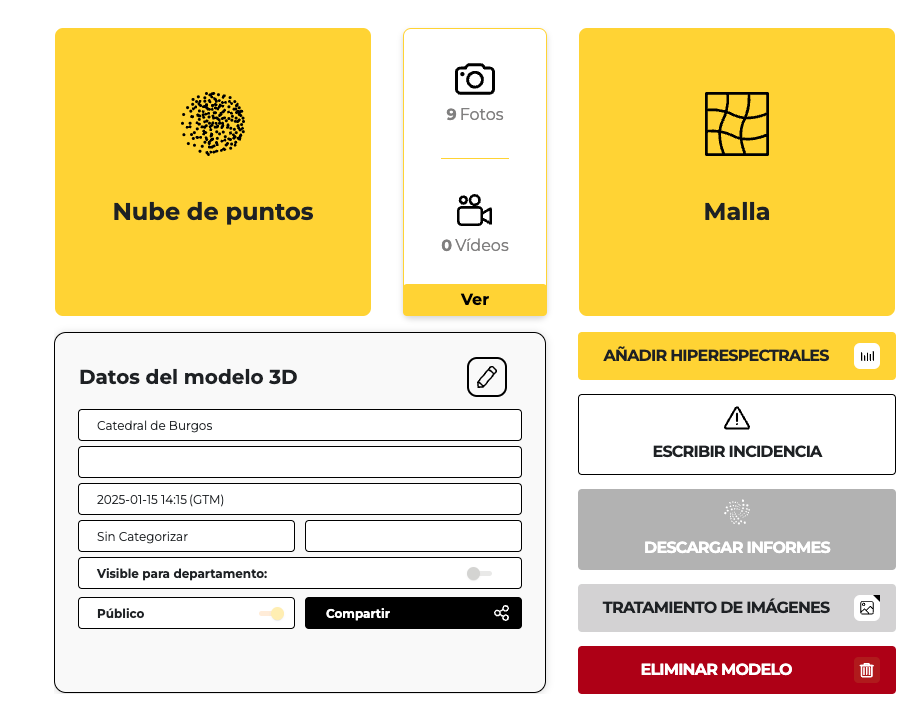 Nube de puntos
9 Fotos
0 Vídeos
Ver
Malla
Datos del modelo 3D
Catedral de Burgos
2025-01-15 14:15 (GTM)
Sin Categorizar
Visible para departamento:
Público
Compartir
AÑADIR HIPERESPECTRALES
ESCRIBIR INCIDENCIA
DESCARGAR INFORMES
TRATAMIENTO DE IMÁGENES
ELIMINAR MODELO